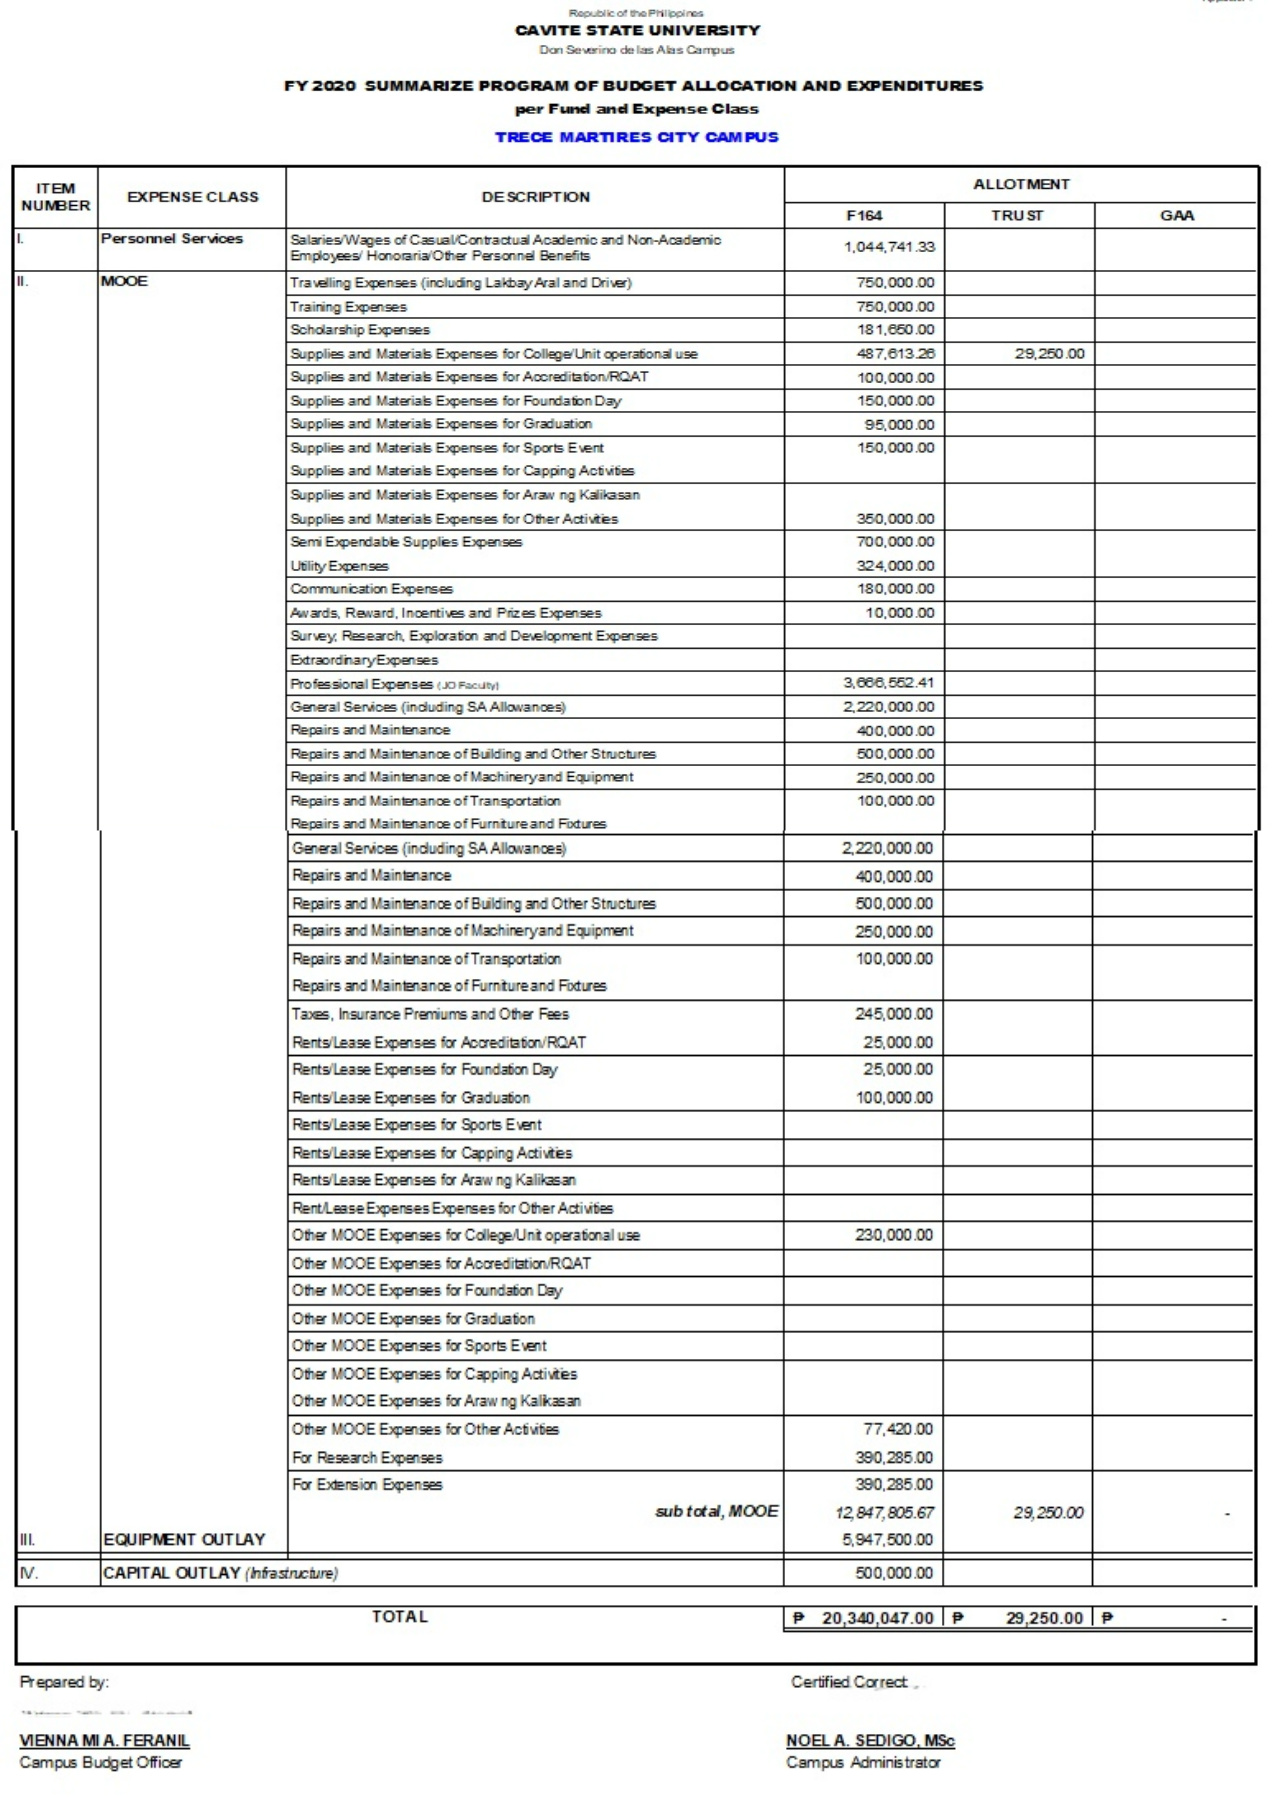 Republic of the Philippines
CAVITE STATE UNIVERSITY
Don Severino de las Alas Campus
FY 2020 SUMMARIZE PROGRAM OF BUDGET ALLOCATION AND EXPENDITURES
per Fund and Expense Class
TRECE MARTIRES CITY CAMPUS
ITEM NUMBER EXPENSE CLASS DESCRIPTION ALLOTMENT
F164 TRUST GAA
I. Personnel Services Salaries/Wages of Casual/Contractual Academic and Non-Academic
Employees/ Honoraria/Other Personnel Benefits 1,044,741.33
II. MOOE Travelling Expenses (including Lakbay Aral and Driver) 750,000.00
Training Expenses 750,000.00
Scholarship Expenses 181,650.00
Supplies and Materials Expenses for College/Unit operational use 487,613.26 29,250.00
Supplies and Materials Expenses for Accreditation/RQAT 100,000.00
Supplies and Materials Expenses for Foundation Day 150,000.00
Supplies and Materials Expenses for Graduation 95,000.00
Supplies and Materials Expenses for Sports Event 150,000.00
Supplies and Materials Expenses for Capping Activities
Supplies and Materials Expenses for Araw ng Kalikasan
Supplies and Materials Expenses for Other Activities 350,000.00
Semi Expendable Supplies Expenses 700,000.00
Utility Expenses 324,000.00
Communication Expenses 180,000.00
Awards, Reward, Incentives and Prizes Expenses 10,000.00
Survey, Research, Exploration and Development Expenses
Extraordinary Expenses
Professional Expenses (JO Faculty) 3,666,552.41
General Services (including SA Allowances) 2,220,000.00
Repairs and Maintenance 400,000.00
Repairs and Maintenance of Building and Other Structures 500,000.00
Repairs and Maintenance of Machinery and Equipment 250,000.00
Repairs and Maintenance of Transportation 100,000.00
Repairs and Maintenance of Furniture and Fixtures
General Services (including SA Allowances) 2,220,000.00
Repairs and Maintenance 400,000.00
Repairs and Maintenance of Building and Other Structures 500,000.00
Repairs and Maintenance of Machinery and Equipment 250,000.00
Repairs and Maintenance of Transportation 100,000.00
Repairs and Maintenance of Furniture and Fixtures
Taxes, Insurance Premiums and Other Fees 245,000.00
Rents/Lease Expenses for Accreditation/RQAT 25,000.00
Rents/Lease Expenses for Foundation Day 25,000.00
Rents/Lease Expenses for Graduation 100,000.00
Rents/Lease Expenses for Sports Event
Rents/Lease Expenses for Capping Activities
Rents/Lease Expenses for Araw ng Kalikasan
Rent/Lease Expenses Expenses for Other Activities
Other MOOE Expenses for College/Unit operational use 230,000.00
Other MOOE Expenses for Accreditation/RQAT
Other MOOE Expenses for Foundation Day
Other MOOE Expenses for Graduation
Other MOOE Expenses for Sports Event
Other MOOE Expenses for Capping Activities
Other MOOE Expenses for Araw ng Kalikasan
Other MOOE Expenses for Other Activities 77,420.00
For Research Expenses 390,285.00
For Extension Expenses 390,285.00
sub total, MOOE 12,847,805.67 29,250.00 -
III. EQUIPMENT OUTLAY 5,947,500.00
IV. CAPITAL OUTLAY (Infrastructure) 500,000.00
TOTAL ₱ 20,340,047.00 ₱ 29,250.00 ₱ -
Prepared by: Certified Correct:
VIENNA MI A. FERANIL NOEL A. SEDIGO, MSc
Campus Budget Officer Campus Administrator